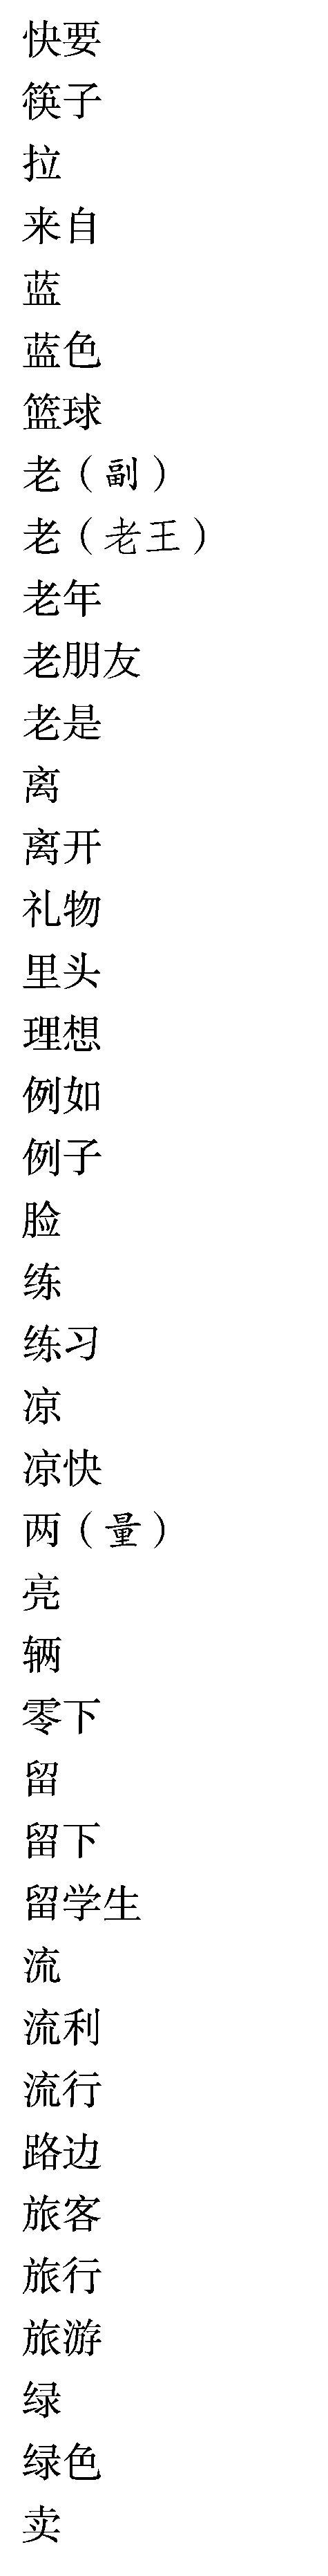 快要
筷子
拉
来自
蓝
蓝色
篮球
老（副）
老（老王）
老年
老朋友
老是
离
离开
礼物
里头
理想
例如
例子
脸
练
练习
凉
凉快
两（量）
亮
辆
零下
留
留下
留学生
流
流利
流行
路边
旅客
旅行
旅游
绿
绿色
卖